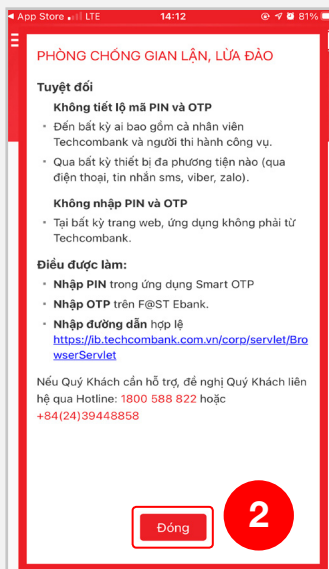 App Store LTE 14:12 81%
PHÒNG CHỐNG GIAN LẬN, LỪA ĐẢO
Tuyệt đối
Không tiết lộ mã PIN và OTP
• Đến bất kỳ ai bao gồm cả nhân viên
Techcombank và người thi hành công vụ.
• Qua bất kỳ thiết bị đa phương tiện nào (qua
điện thoại, tin nhắn sms, viber, zalo).
Không nhập PIN và OTP
• Tại bất kỳ trang web, ứng dụng không phải từ
Techcombank.
Điều được làm:
• Nhập PIN trong ứng dụng Smart OTP
• Nhập OTP trên F@ST Ebank.
• Nhập đường dẫn hợp lệ
https://ib.techcombank.com.vn/corp/servlet/Bro
wserServlet
Nếu Quý Khách cần hỗ trợ, đề nghị Quý Khách liên
hệ qua Hotline: 1800 588 822 hoặc
+84(24)39448858
Đóng
2